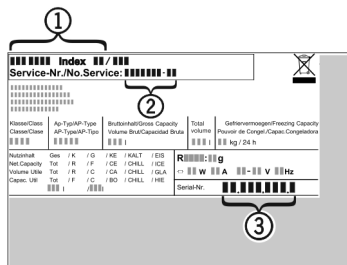 1
Index /
Service-Nr./No.Service: -
2
Klasse/Class Ap-Typ/AP-Type Bruttoinhalt/Gross Capacity Total Gefriervermoegen/Freezing Capacity
Classe/Clase AP-Type/AP-Tipo Volume Brut/Capacidad Bruta volume Pouvoir de Congel./Capac.Congeladora
l l kg / 24 h
Nutzinhalt Ges / K / G / KE / KALT / EIS
Net.Capacity Tot / R / F / CE / CHILL / ICE
Volume Utile Tot / R / C / CA / CHILL / GLA
Capac. Util Tot / F / C / BO / CHILL / HIE
l / l
R : g
W A - V Hz
Serial-Nr. . . .
3